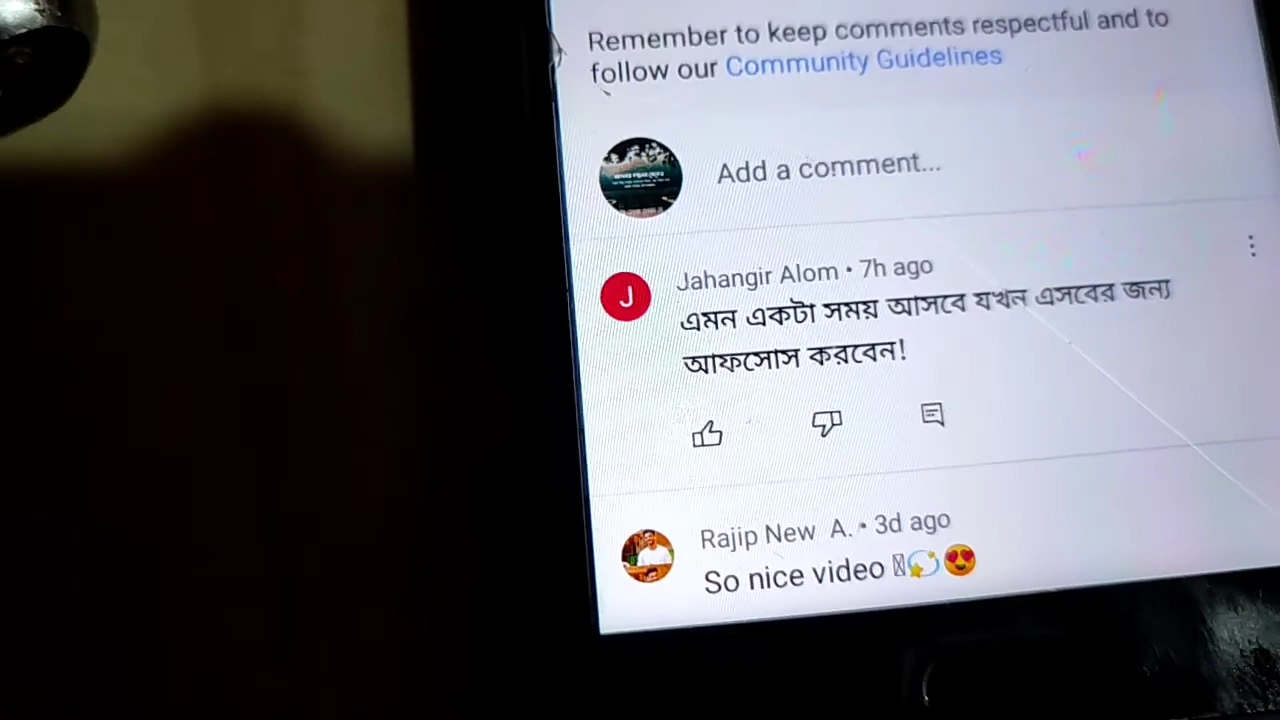 Remember to keep comments respectful and to
follow our Community Guidelines
Add a comment...
Jahangir Alom • 7h ago
J
এমন একটা সময় আসবে যখন এসবের জন্য
আফসোস করবেন!
Rajip New A. • 3d ago
So nice video 💫😍